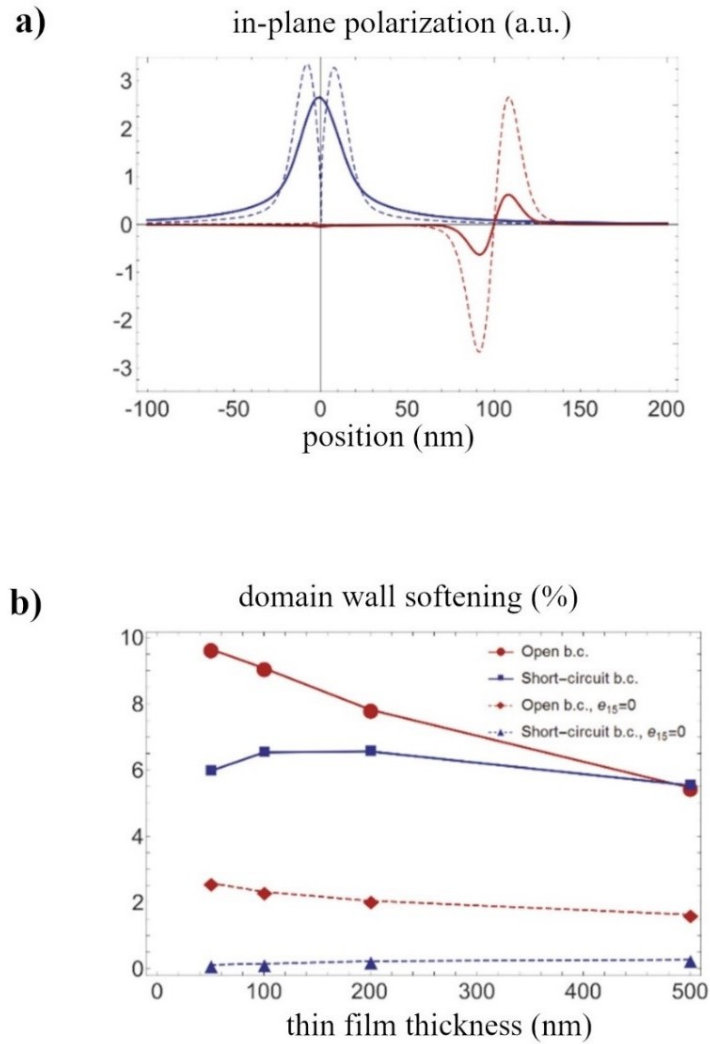 a)
in-plane polarization (a.u.)
3
2
1
0
-1
-2
-3
-100 -50 0 50 100 150 200
position (nm)
b)
domain wall softening (%)
10
8
6
4
2
0
Open b.c.
Short-circuit b.c.
Open b.c., e15=0
Short-circuit b.c., e15=0
0 100 200 300 400 500
thin film thickness (nm)